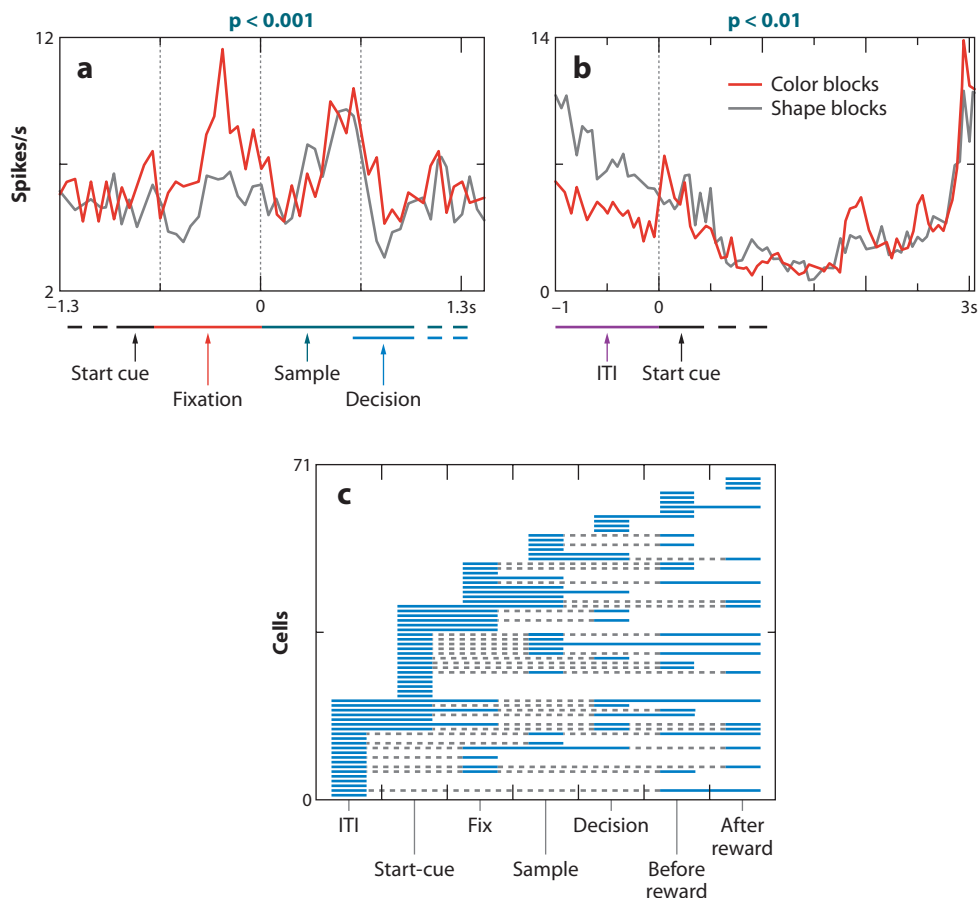 p < 0.001
12
a
Spikes/s
2
−1.3
0
1.3s
Start cue
Fixation
Sample
Decision
p < 0.01
14
b
Color blocks
Shape blocks
0
−1
0
3s
ITI
Start cue
71
c
Cells
0
ITI
Start-cue
Fix
Sample
Decision
Before
reward
After
reward